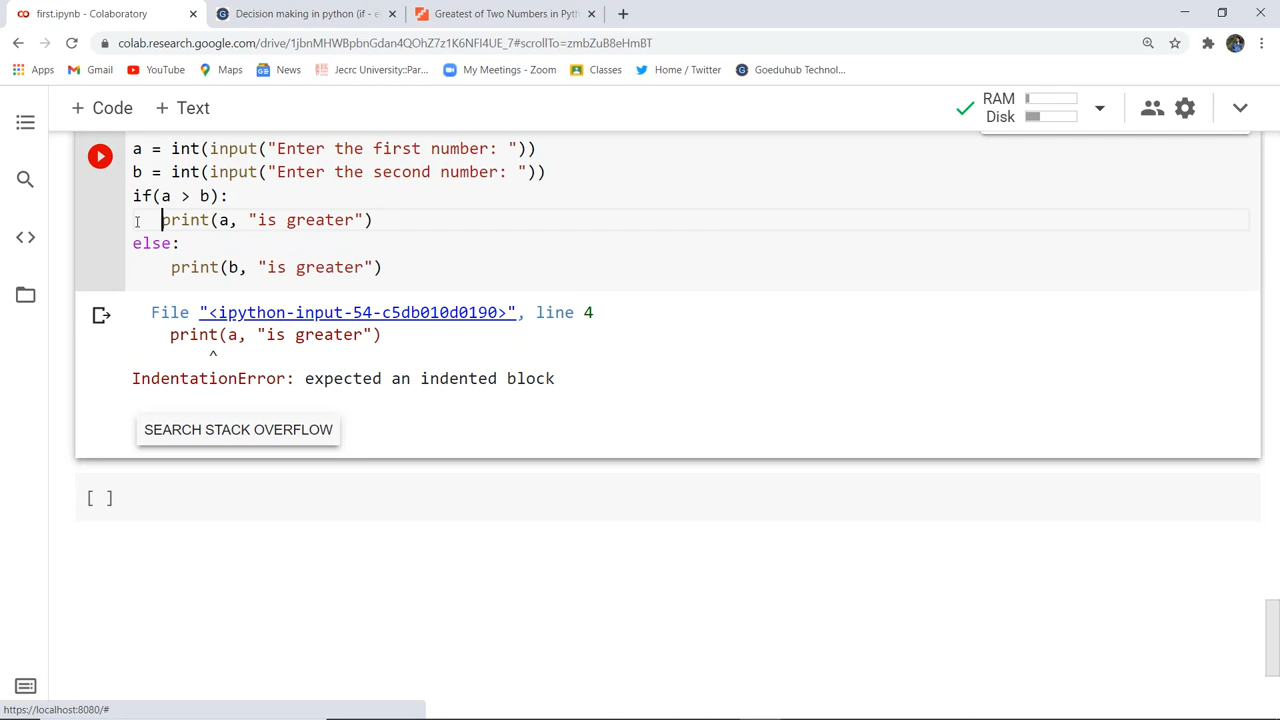 first.ipynb - Colaboratory
Decision making in python (if - e
Greatest of Two Numbers in Pyth
colab.research.google.com/drive/1jbnMHWBpbnGdan4QOhZ7z1K6NFI4UE_7#scrollTo=zmbZuB8eHmBT
Apps
Gmail
YouTube
Maps
News
Jecrc University::Par...
My Meetings - Zoom
Classes
Home / Twitter
Goeduhub Technol...
+ Code
+ Text
RAM
Disk
a = int(input("Enter the first number: "))
b = int(input("Enter the second number: "))
if(a > b):
print(a, "is greater")
else:
print(b, "is greater")
File "<ipython-input-54-c5db010d0190>", line 4
print(a, "is greater")
^
IndentationError: expected an indented block
SEARCH STACK OVERFLOW
[ ]
https://localhost:8080/#